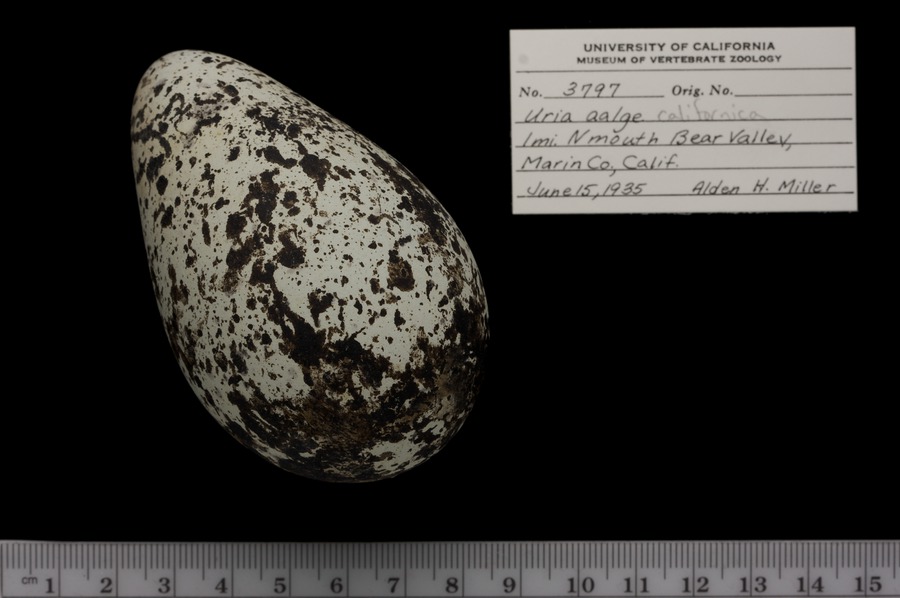 UNIVERSITY OF CALIFORNIA
MUSEUM OF VERTEBRATE ZOOLOGY
No. 3797 Orig. No.
Uria aalge californica
1mi. N mouth Bear Valley,
Marin Co, Calif.
June 15, 1935 Alden H. Miller
cm 1 2 3 4 5 6 7 8 9 10 11 12 13 14 15